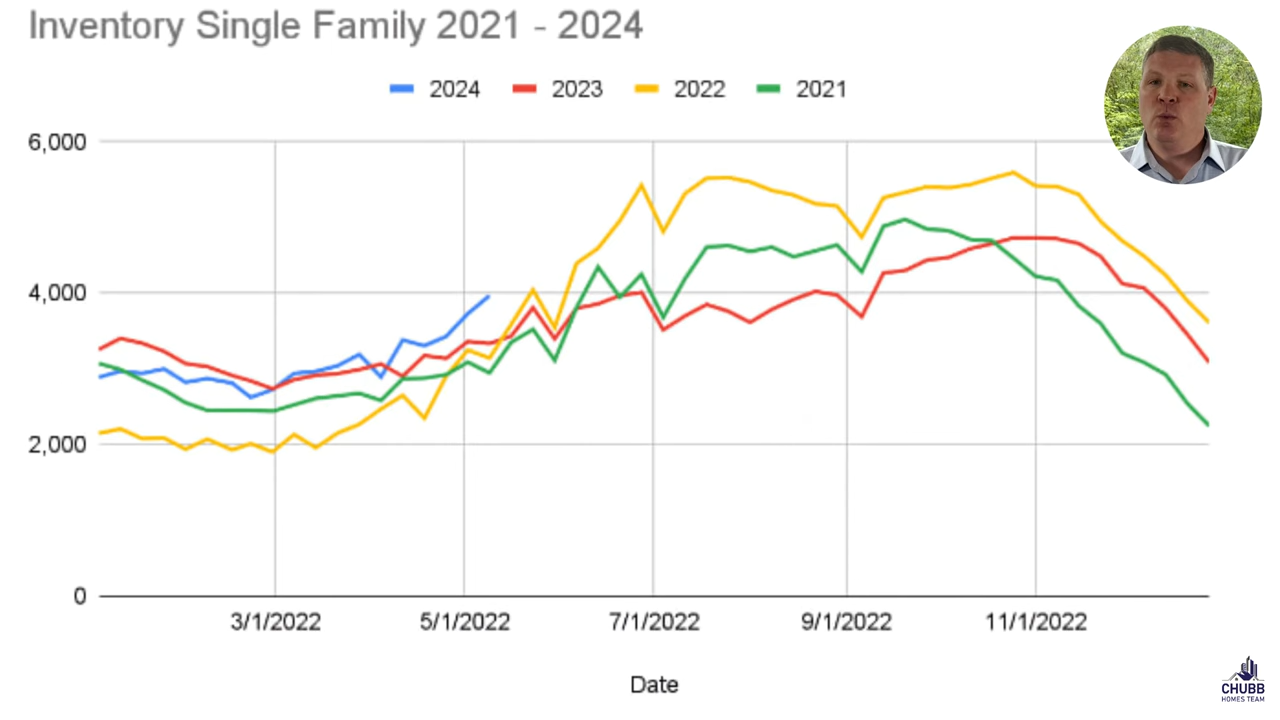 Inventory Single Family 2021 - 2024
2024 2023 2022 2021
6,000
4,000
2,000
0
3/1/2022 5/1/2022 7/1/2022 9/1/2022 11/1/2022
Date
CHUBB
HOMES TEAM